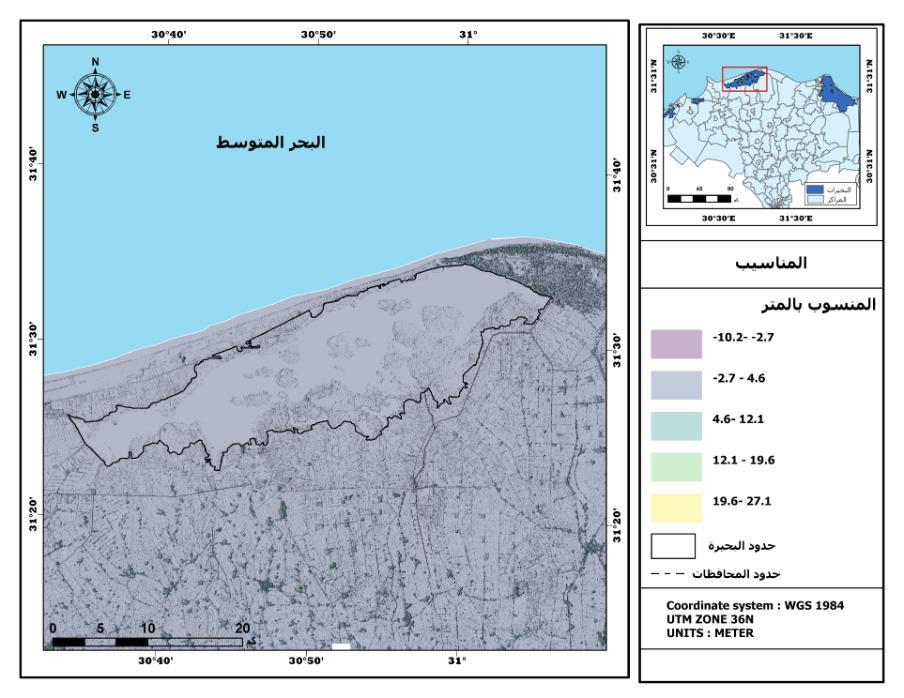 30°40' 30°50' 31°
N
W E
S
البحر المتوسط
31°40' 31°40'
31°30' 31°30'
31°20' 31°20'
0 5 10 20
كم
30°40' 30°50' 31°
30°30'E 31°30'E
31°31'N 31°31'N
30°31'N 30°31'N
0 45 90
كم
البحيرات
المراكز
30°30'E 31°30'E
المناسيب
المنسوب بالمتر
-10.2- -2.7
-2.7 - 4.6
4.6- 12.1
12.1 - 19.6
19.6- 27.1
حدود البحيرة
حدود المحافظات
Coordinate system : WGS 1984
UTM ZONE 36N
UNITS : METER